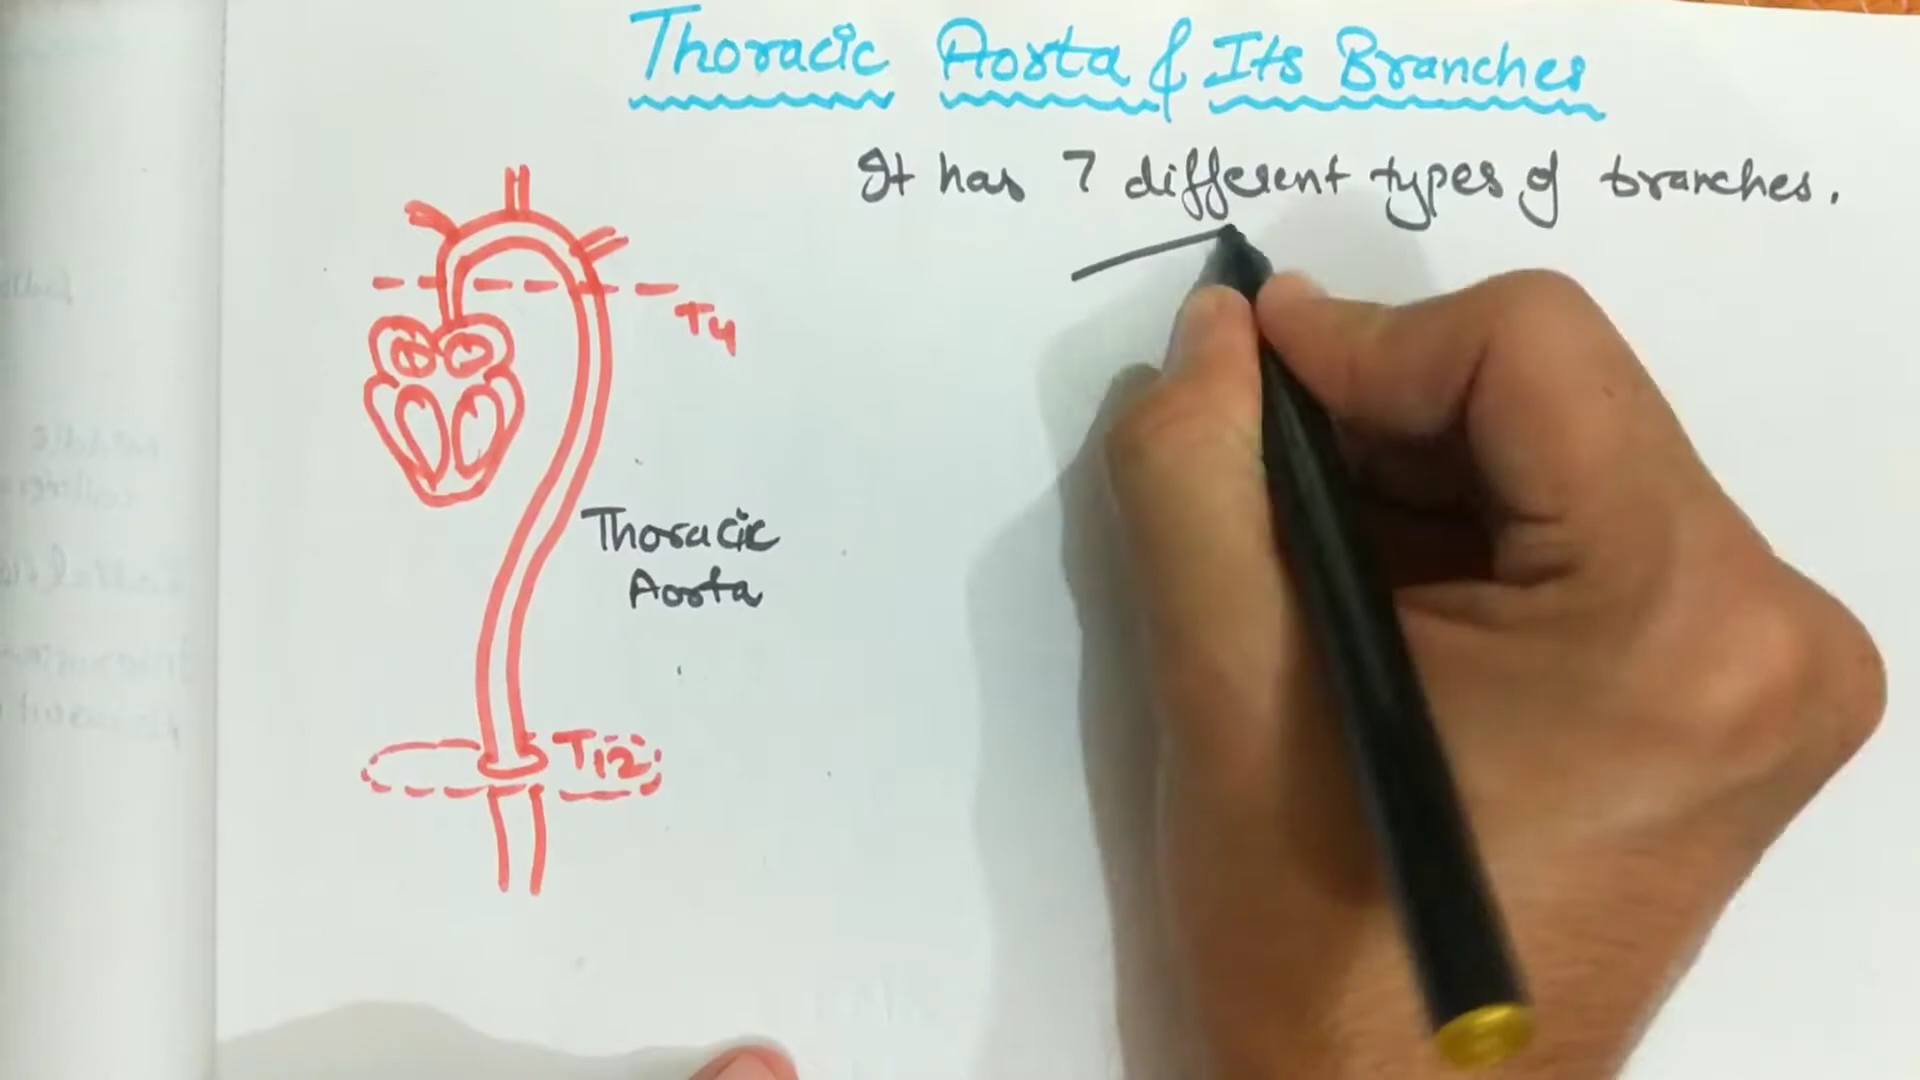 Thoracic Aorta & Its Branches
It has 7 different types of branches.
T4
Thoracic
Aorta
T12